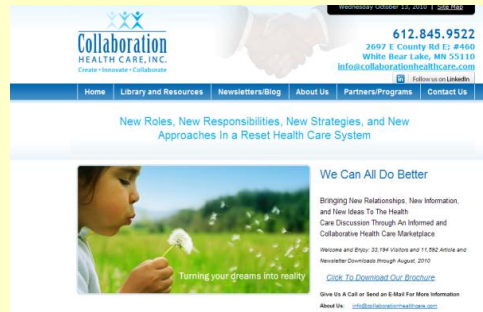 Wednesday October 13, 2010 | Site Map
Collaboration
HEALTH CARE, INC.
Create • Innovate • Collaborate
612.845.9522
2697 E County Rd E; #460
White Bear Lake, MN 55110
info@collaborationhealthcare.com
in Follow us on LinkedIn
Home Library and Resources Newsletters/Blog About Us Partners/Programs Contact Us
New Roles, New Responsibilities, New Strategies, and New
Approaches In a Reset Health Care System
We Can All Do Better
Bringing New Relationships, New Information,
and New Ideas To The Health
Care Discussion Through An Informed and
Collaborative Health Care Marketplace
Welcome and Enjoy: 33,194 Visitors and 11,592 Article and
Newsletter Downloads through August, 2010
Click To Download Our Brochure
Turning your dreams into reality
Give Us A Call or Send an E-Mail For More Information
About Us: info@collaborationhealthcare.com